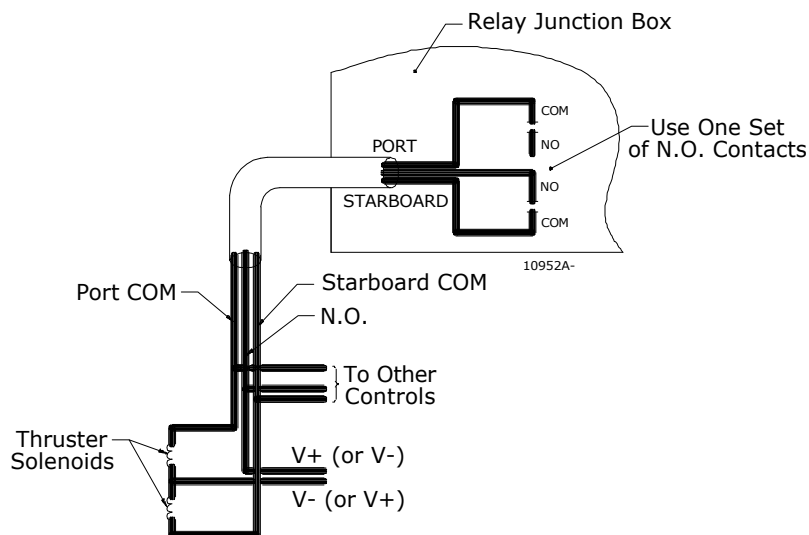 Relay Junction Box
COM
PORT
NO
Use One Set
of N.O. Contacts
NO
STARBOARD
COM
10952A-
Port COM
Starboard COM
N.O.
To Other
Controls
Thruster
Solenoids
V+ (or V-)
V- (or V+)